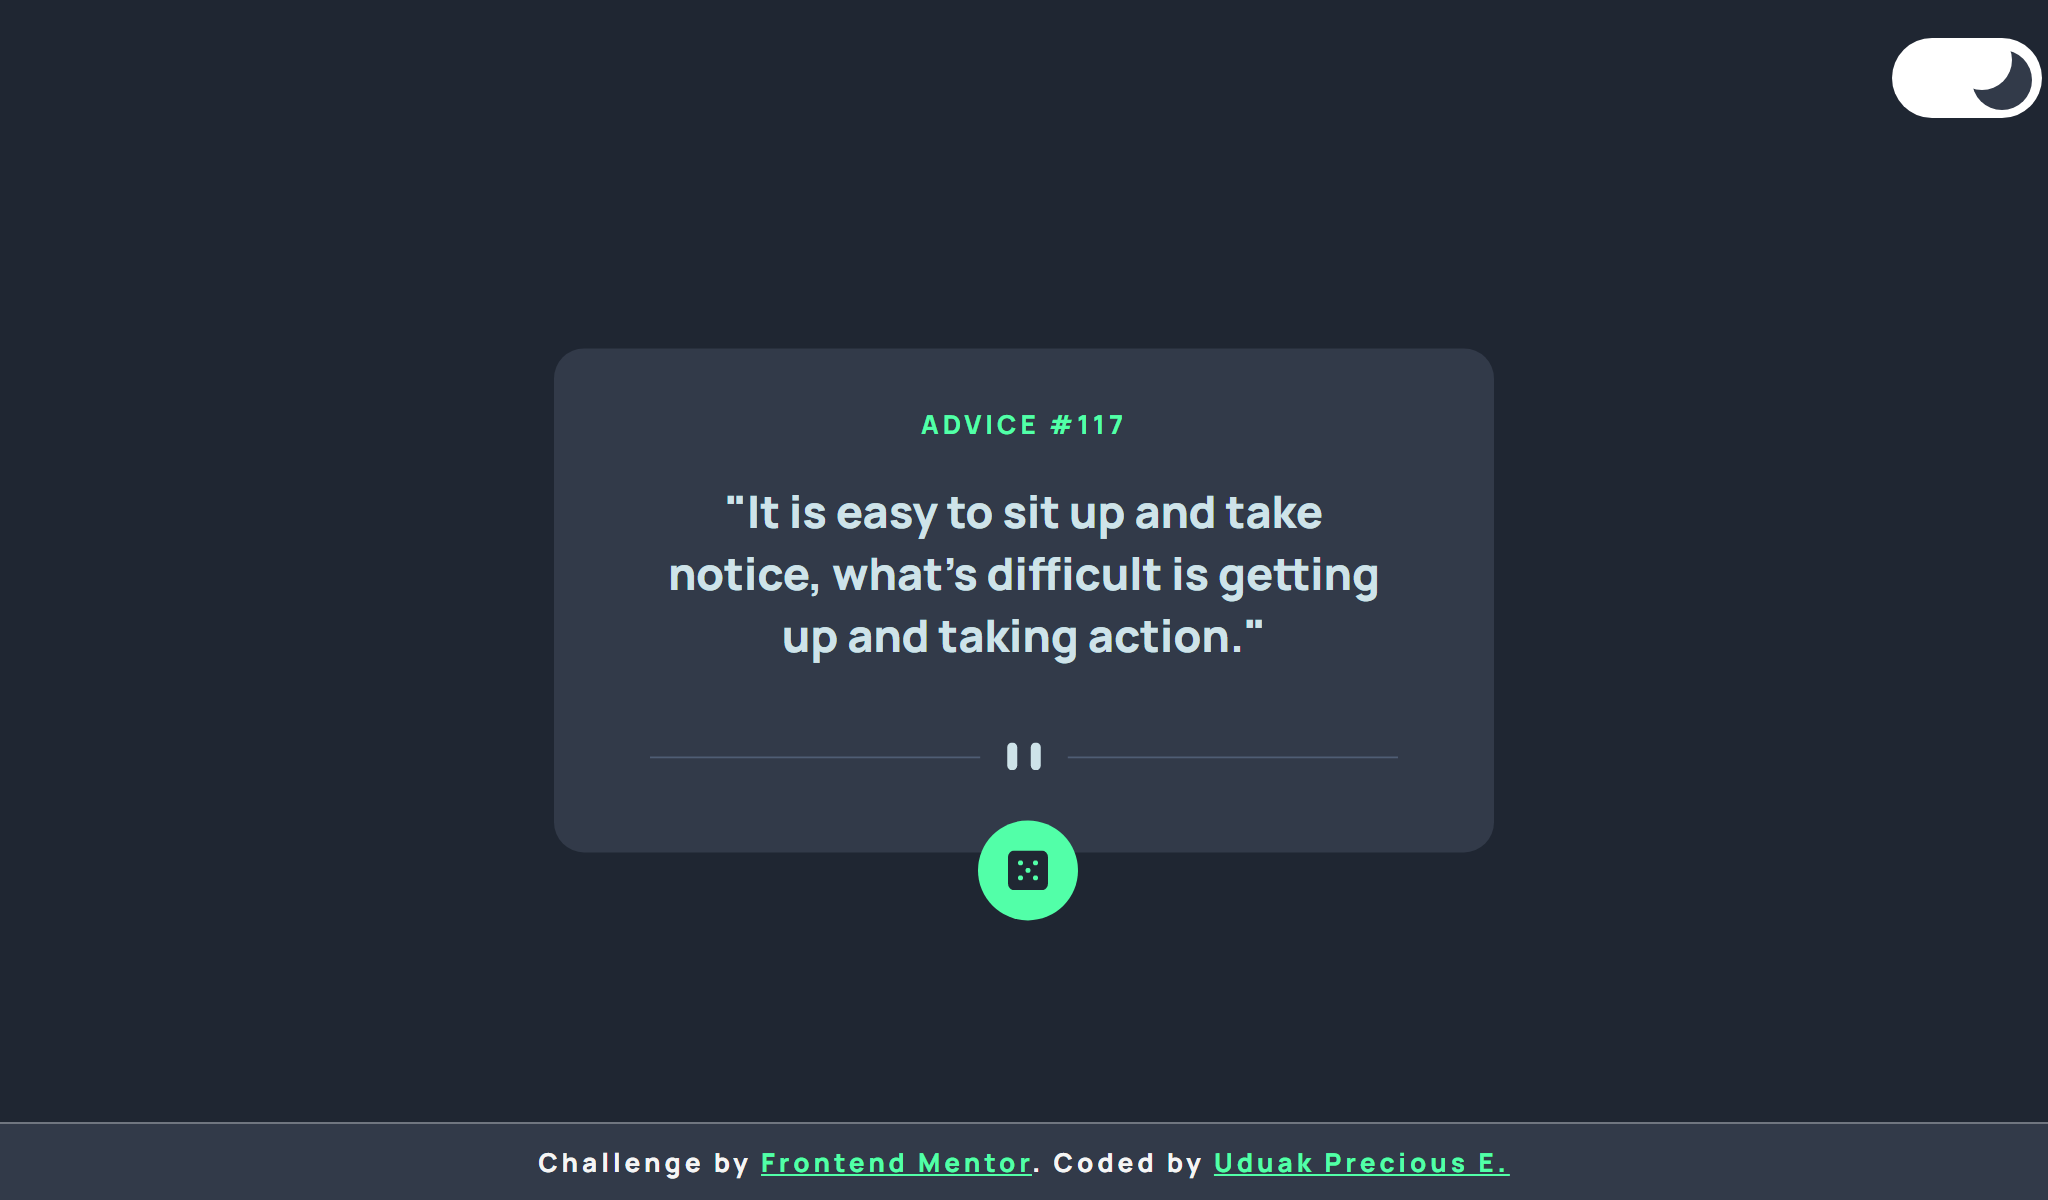 ADVICE #117
"It is easy to sit up and take
notice, what's difficult is getting
up and taking action."
Challenge by Frontend Mentor. Coded by Uduak Precious E.